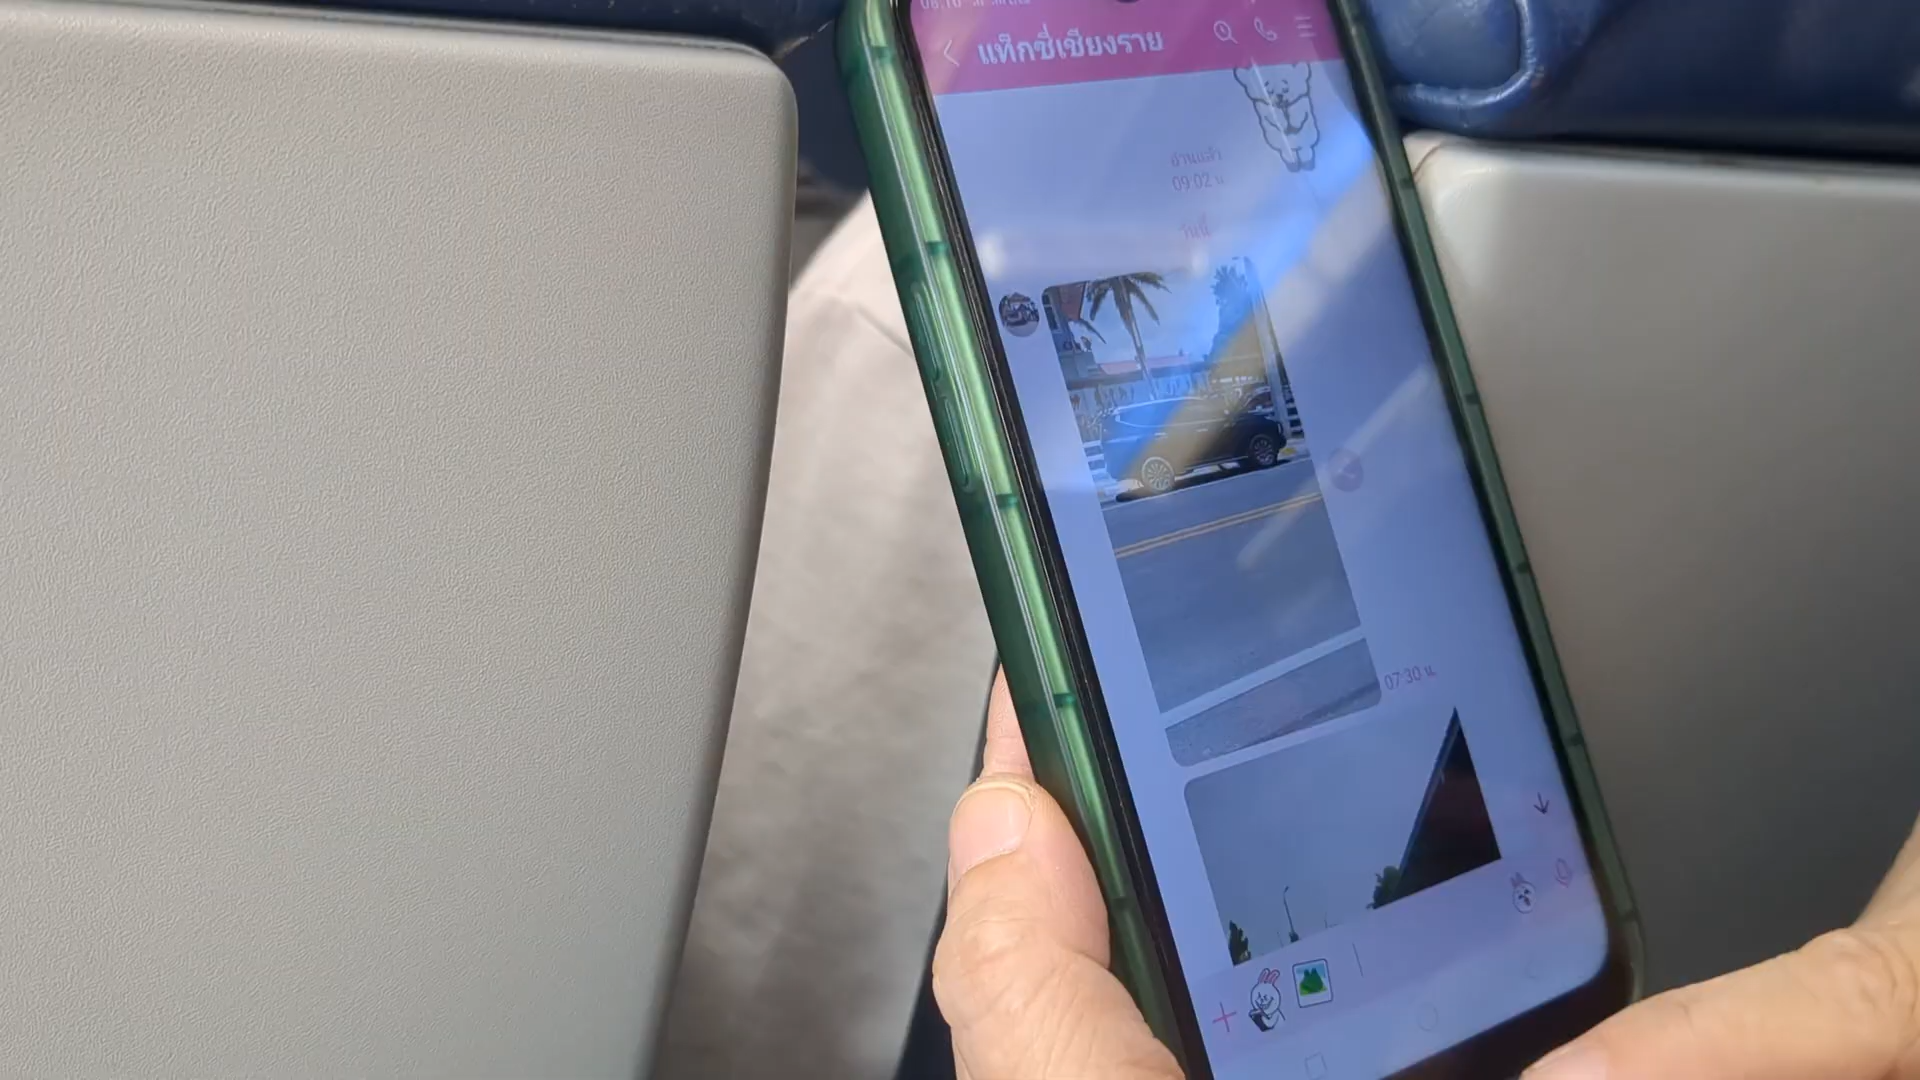 แท็กซี่เชียงราย
อ่านแล้ว
09:02 น.
วันนี้
07:30 น.